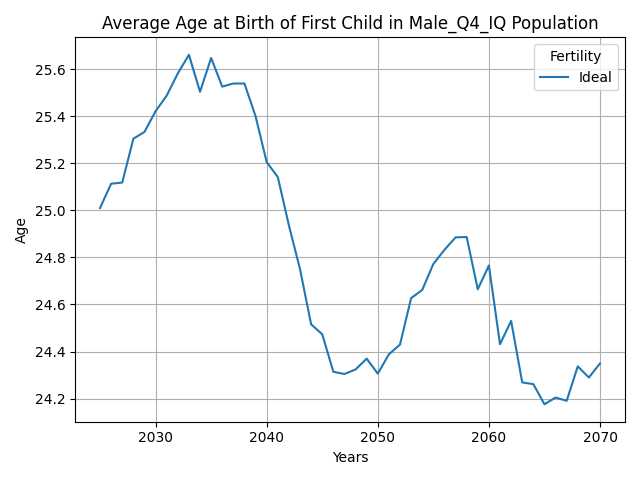 Average Age at Birth of First Child in Male_Q4_IQ Population
Fertility
Ideal
25.6
25.4
25.2
25.0
24.8
24.6
24.4
24.2
Age
2030
2040
2050
2060
2070
Years